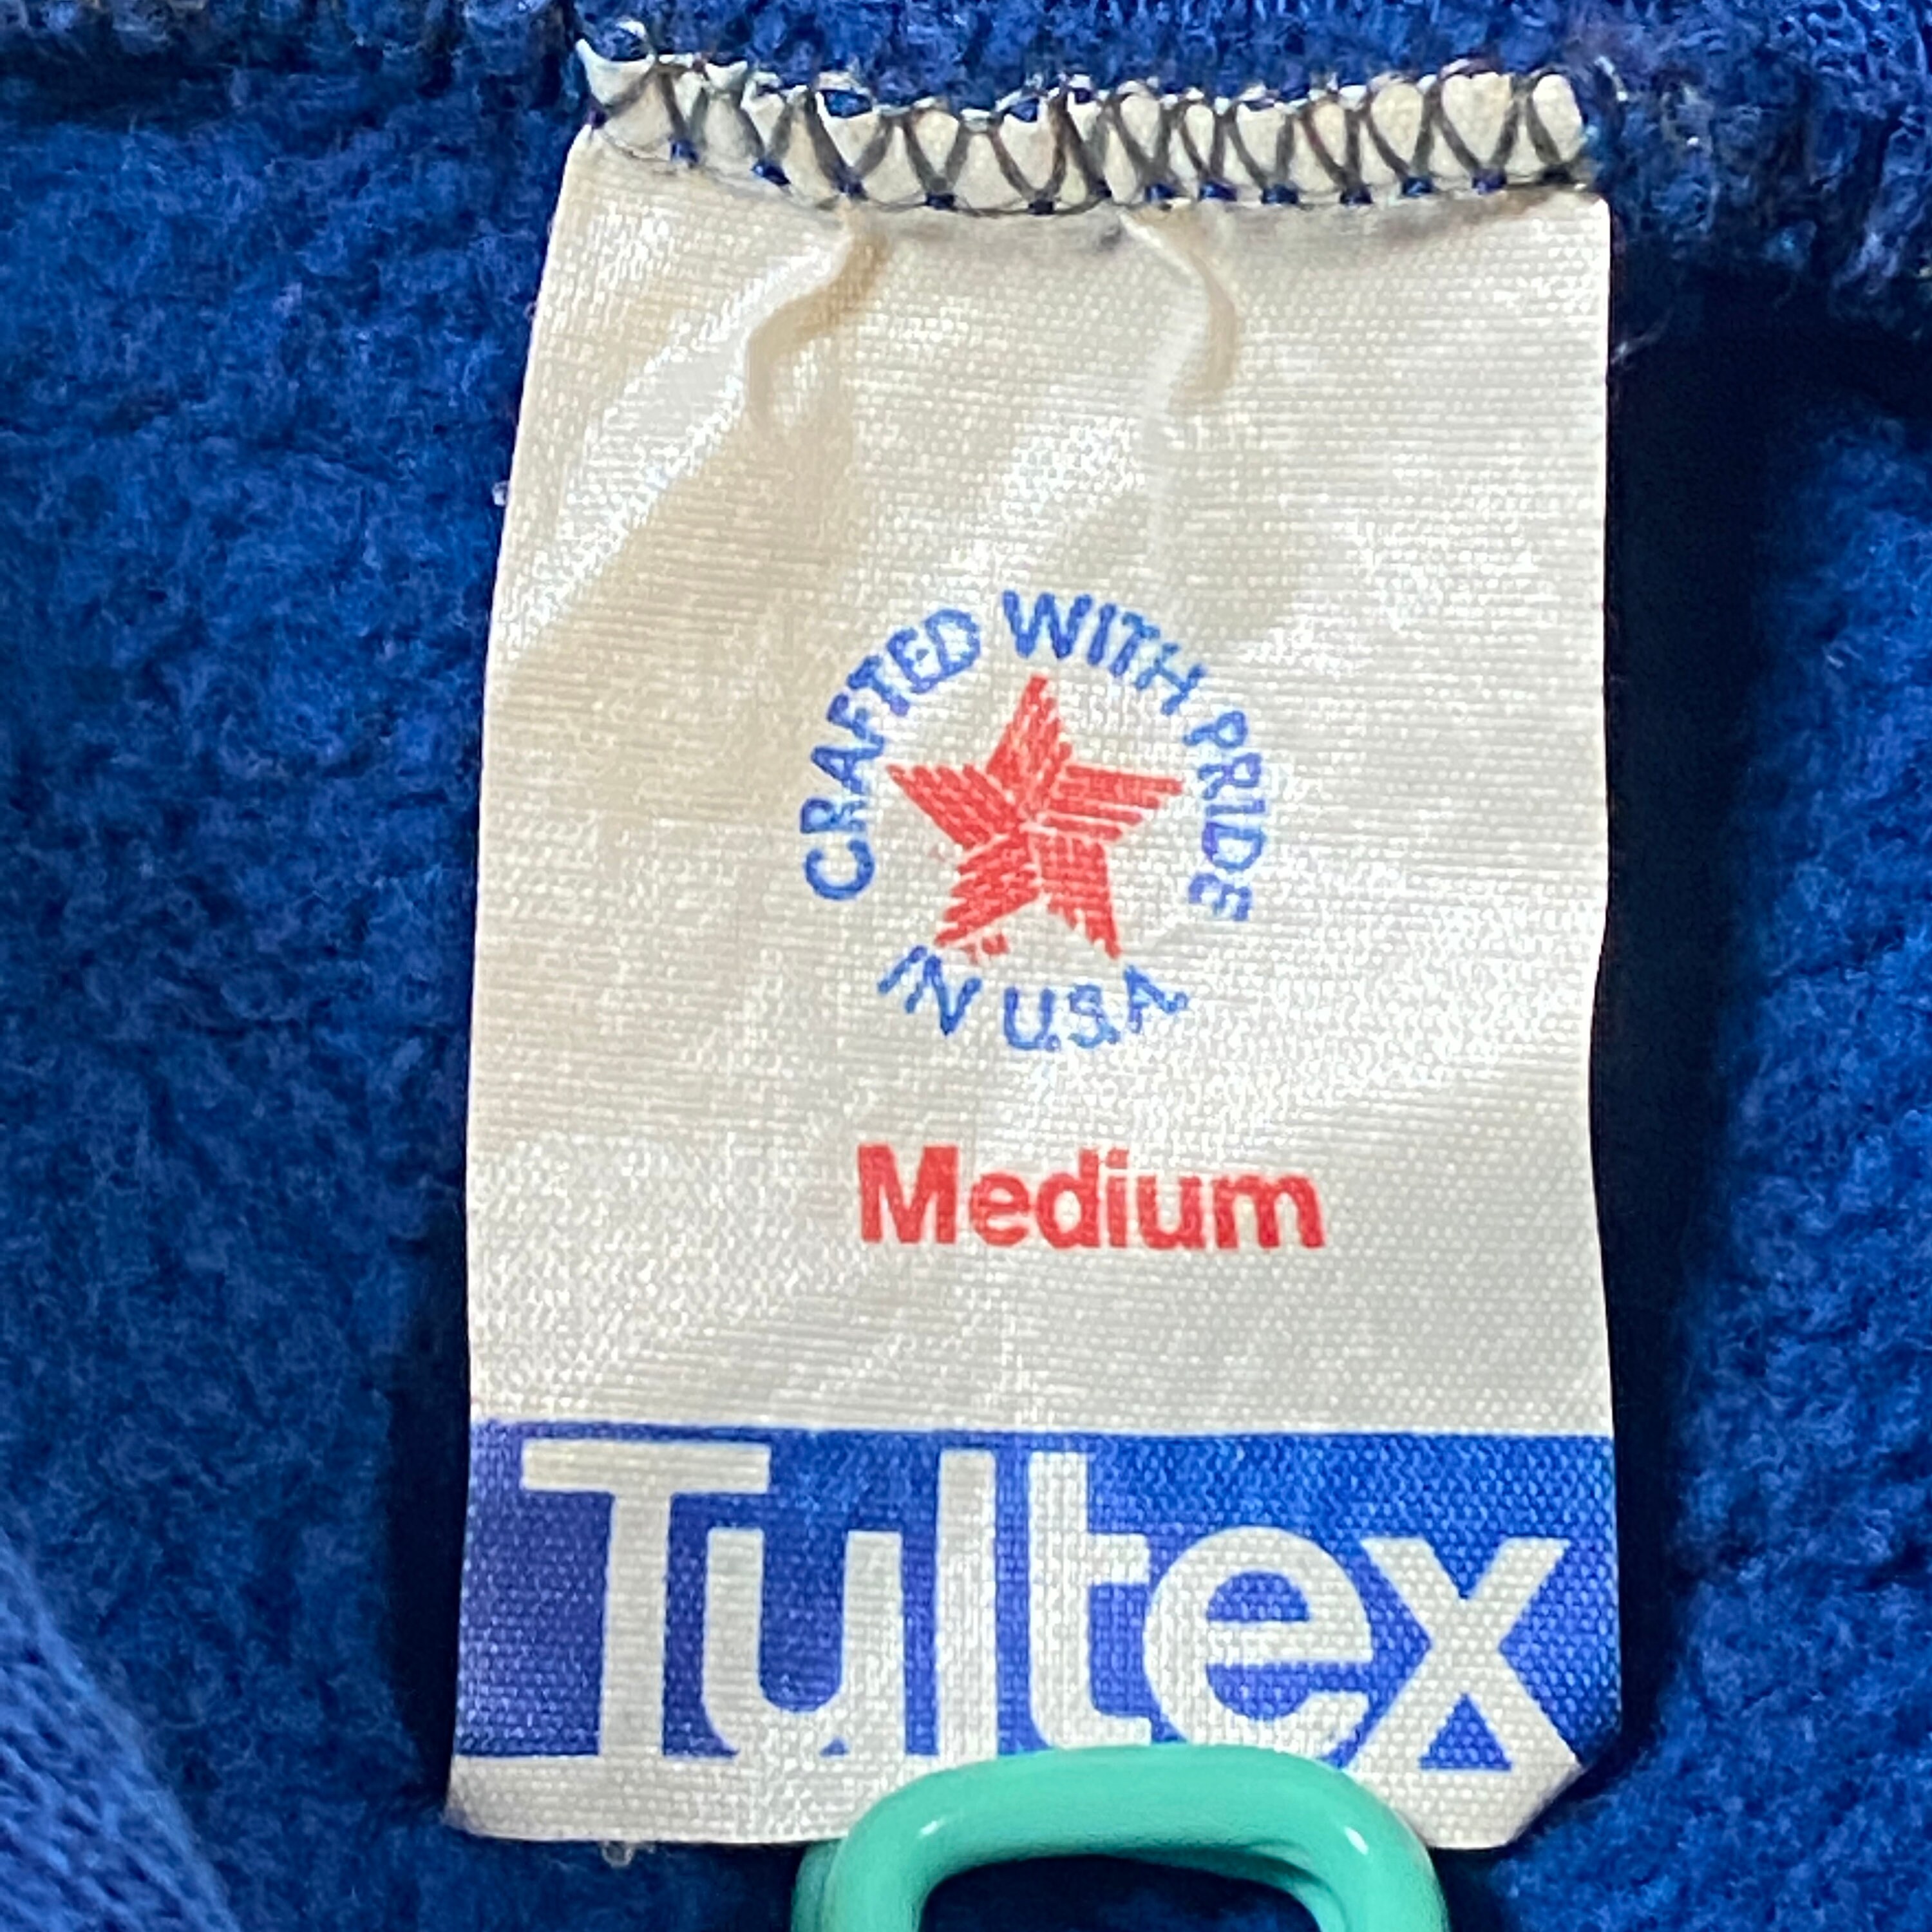 CRAFTED WITH PRIDE
IN U.S.A
Medium
Tultex